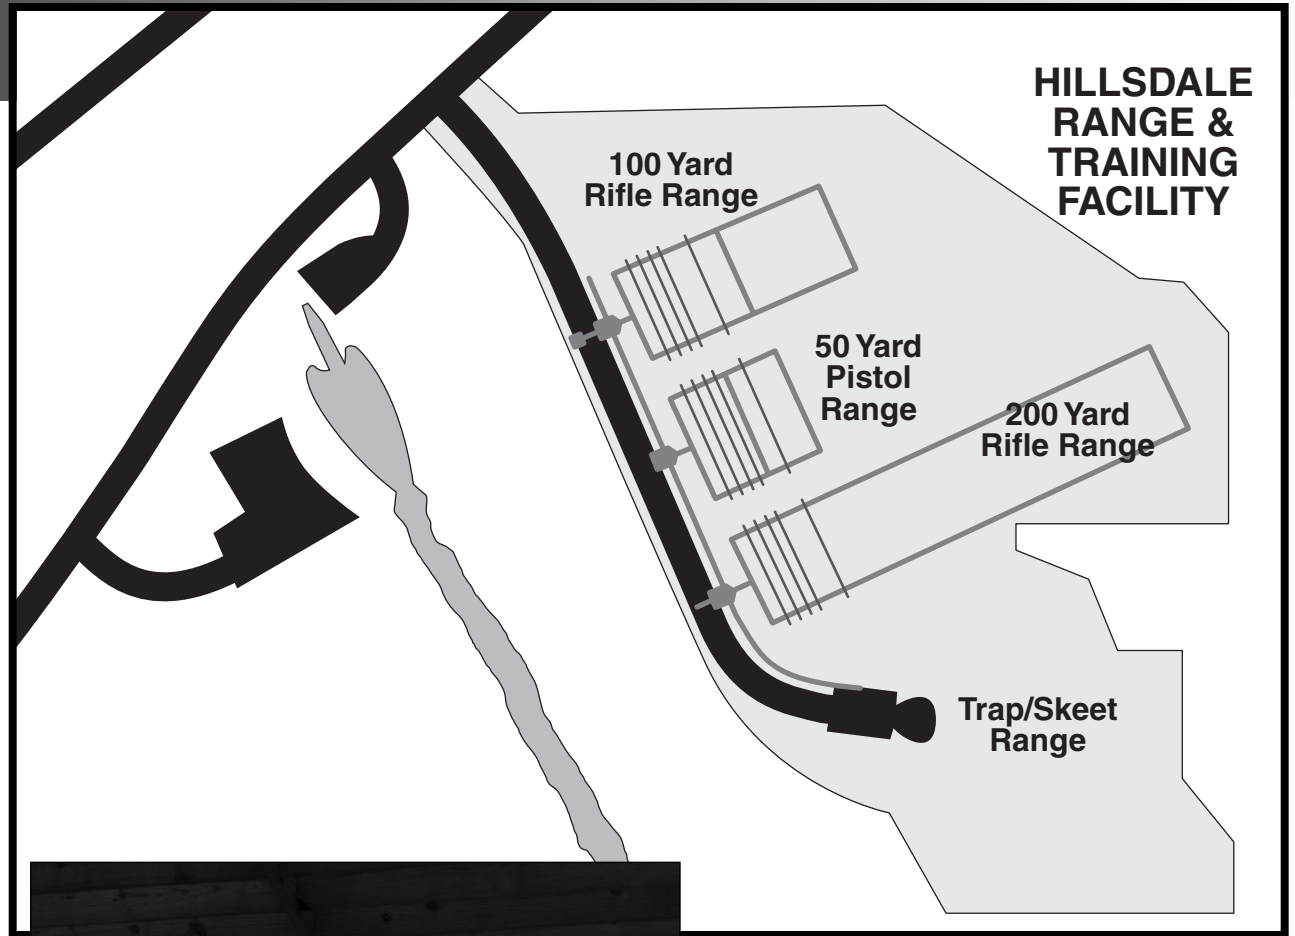 HILLSDALE
RANGE &
TRAINING
FACILITY
100 Yard
Rifle Range
50 Yard
Pistol
Range
200 Yard
Rifle Range
Trap/Skeet
Range